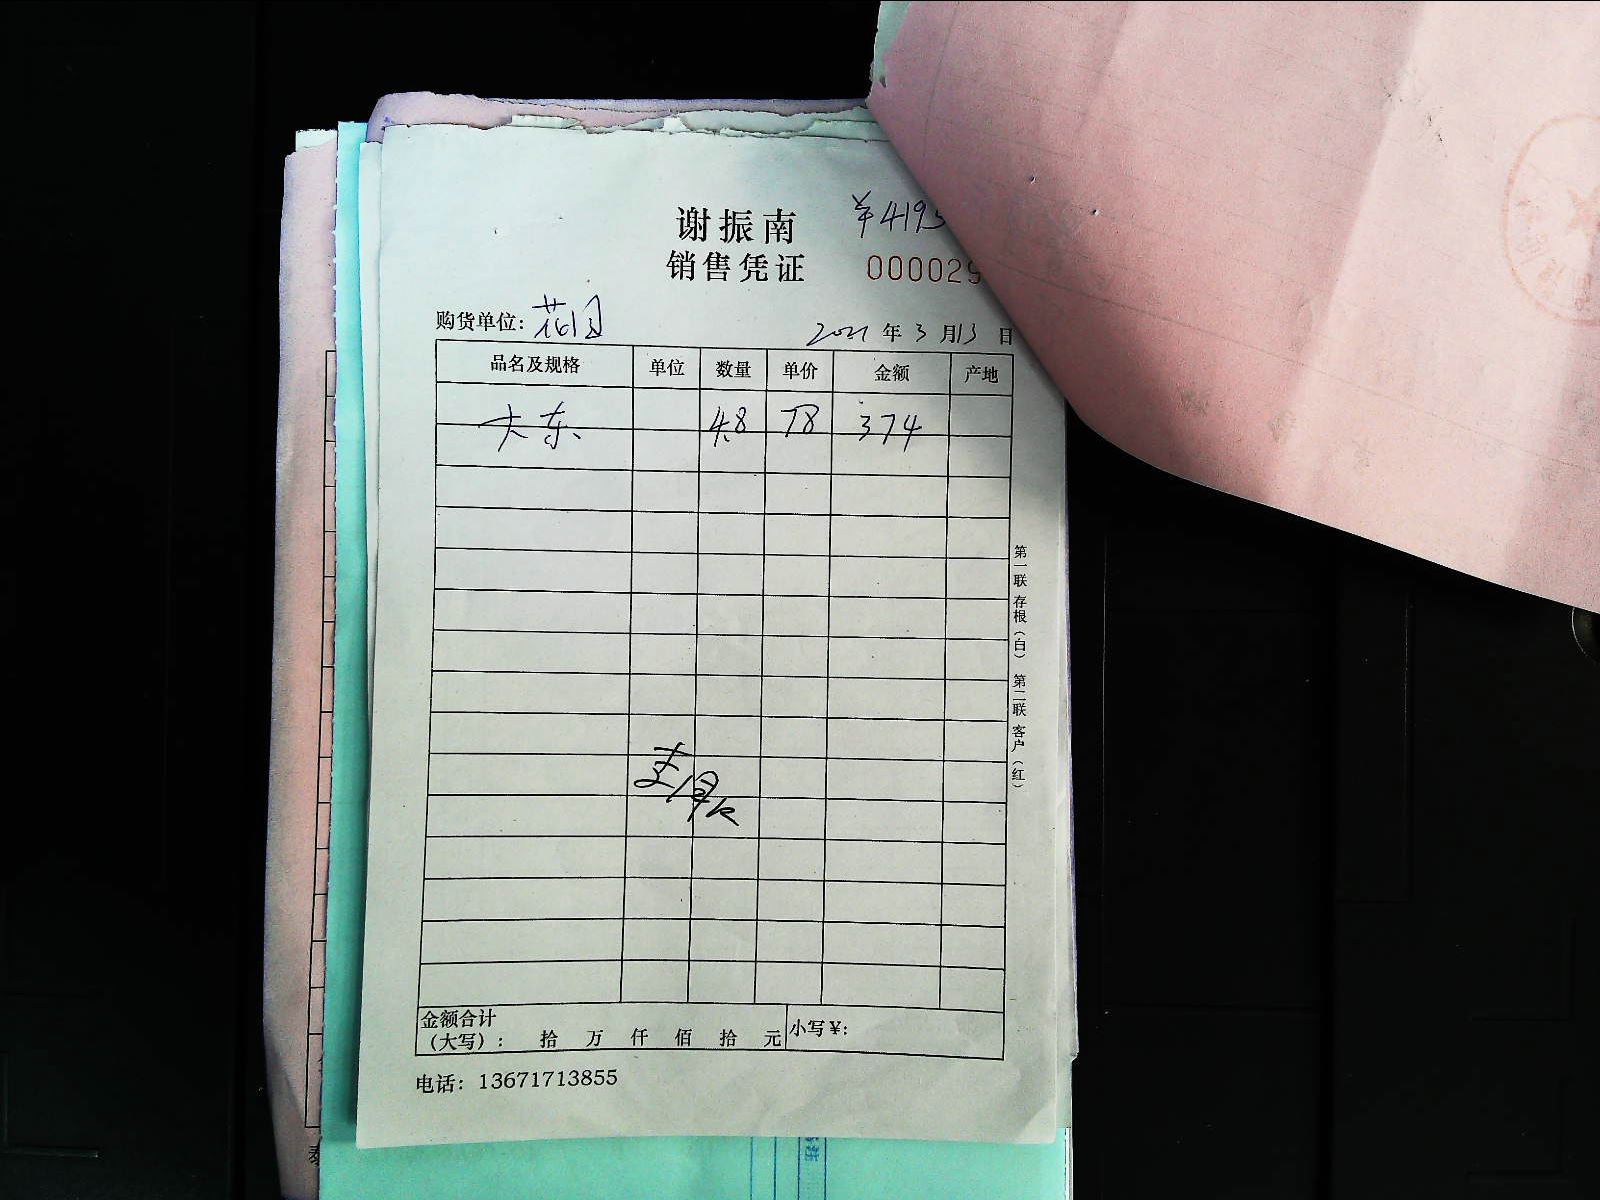 谢振南
¥4195
销售凭证
000029
购货单位: 花园
2021 年 3 月 13 日
品名及规格 单位 数量 单价 金额 产地
大东 4.8 78 374
第一联 存根(白) 第二联 客户(红)
金额合计
(大写): 拾 万 仟 佰 拾 元 小写¥:
电话: 13671713855